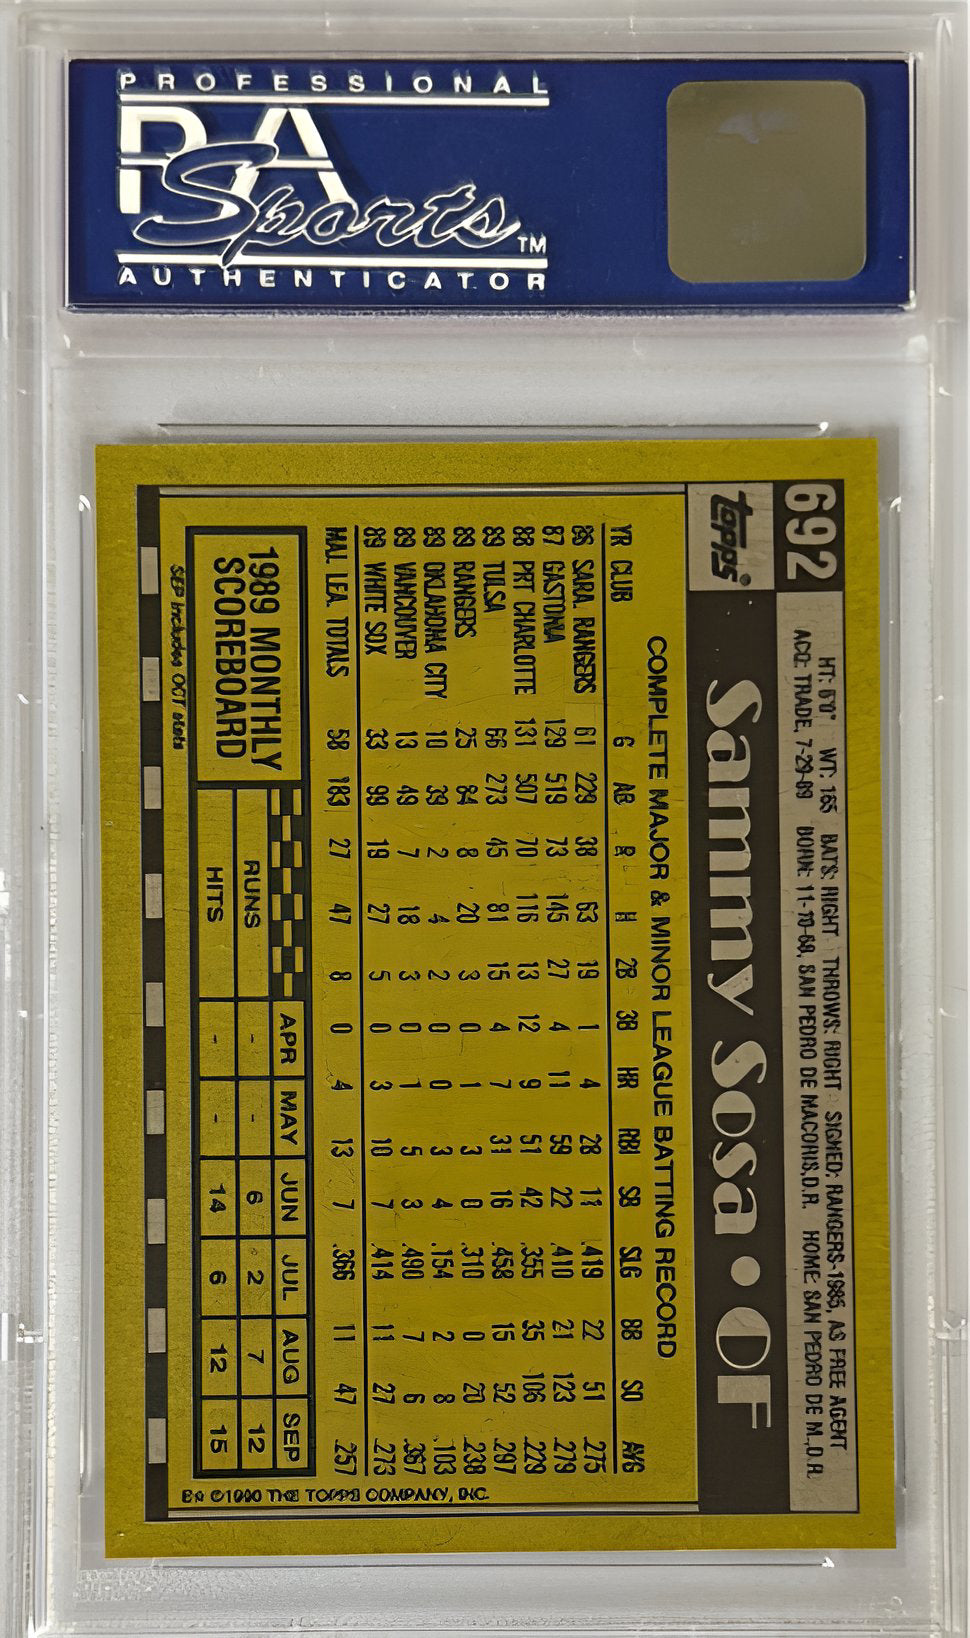 PROFESSIONAL
PSA
Sports™
AUTHENTICATOR
692
HT: 6'0" WT: 165 BATS: RIGHT THROWS: RIGHT SIGNED: RANGERS-1985, AS FREE AGENT
ACQ: TRADE, 7-29-89 BORN: 11-10-68, SAN PEDRO DE MACORIS, D.R. HOME: SAN PEDRO DE M., D.R.
topps
Sammy Sosa • OF
COMPLETE MAJOR & MINOR LEAGUE BATTING RECORD
YR CLUB G AB R H 2B 3B HR RBI SB SLG BB SO AVG
86 SARA. RANGERS 61 229 38 63 19 1 4 28 11 .419 22 51 .275
87 GASTONIA 129 519 73 145 27 4 11 59 22 .410 21 123 .279
88 PRT CHARLOTTE 131 507 70 116 13 12 9 51 42 .355 35 106 .229
89 TULSA 66 273 45 81 15 4 7 31 16 .458 15 52 .297
89 RANGERS 25 84 8 20 3 0 1 3 0 .310 0 20 .238
89 OKLAHOMA CITY 10 39 2 4 2 0 0 3 4 .154 2 8 .103
89 VANCOUVER 13 49 7 18 3 0 1 5 3 .490 7 6 .367
89 WHITE SOX 33 99 19 27 5 0 3 10 7 .414 11 27 .273
MAJ. LEA. TOTALS 58 183 27 47 8 0 4 13 7 .366 11 47 .257
1989 MONTHLY
SCOREBOARD
APR MAY JUN JUL AUG SEP
RUNS - - 6 2 7 12
HITS - - 14 6 12 15
SEP includes OCT stats
©1990 THE TOPPS COMPANY, INC.